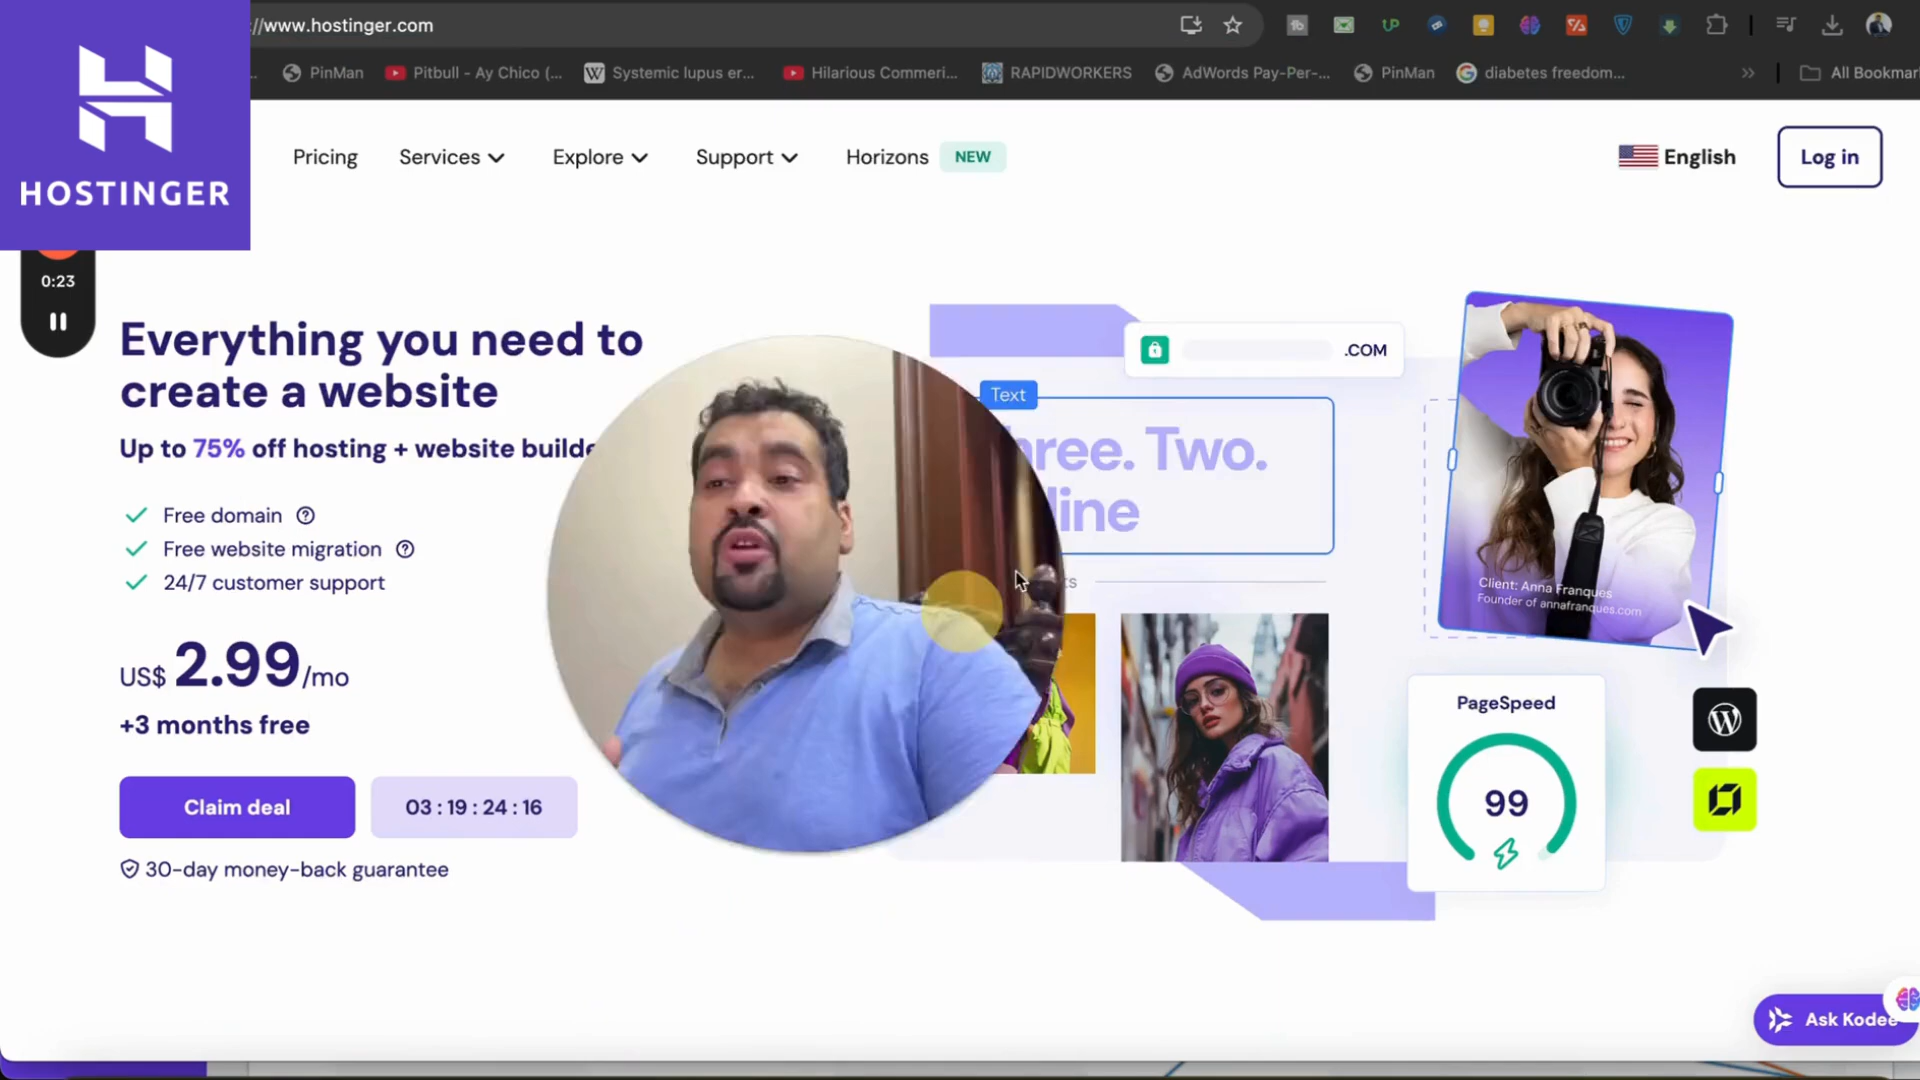 //www.hostinger.com
PinMan
Pitbull - Ay Chico (...
Systemic lupus er...
Hilarious Commeri...
RAPIDWORKERS
AdWords Pay-Per-...
PinMan
diabetes freedom...
All Bookmar
HOSTINGER
Pricing
Services
Explore
Support
Horizons
NEW
English
Log in
0:23
Everything you need to
create a website
Up to 75% off hosting + website builde
Free domain
Free website migration
24/7 customer support
US$ 2.99/mo
+3 months free
Claim deal
03 : 19 : 24 : 16
30-day money-back guarantee
.COM
Text
hree. Two.
line
ts
Client: Anna Franques
Founder of annafranques.com
PageSpeed
99
Ask Kodee